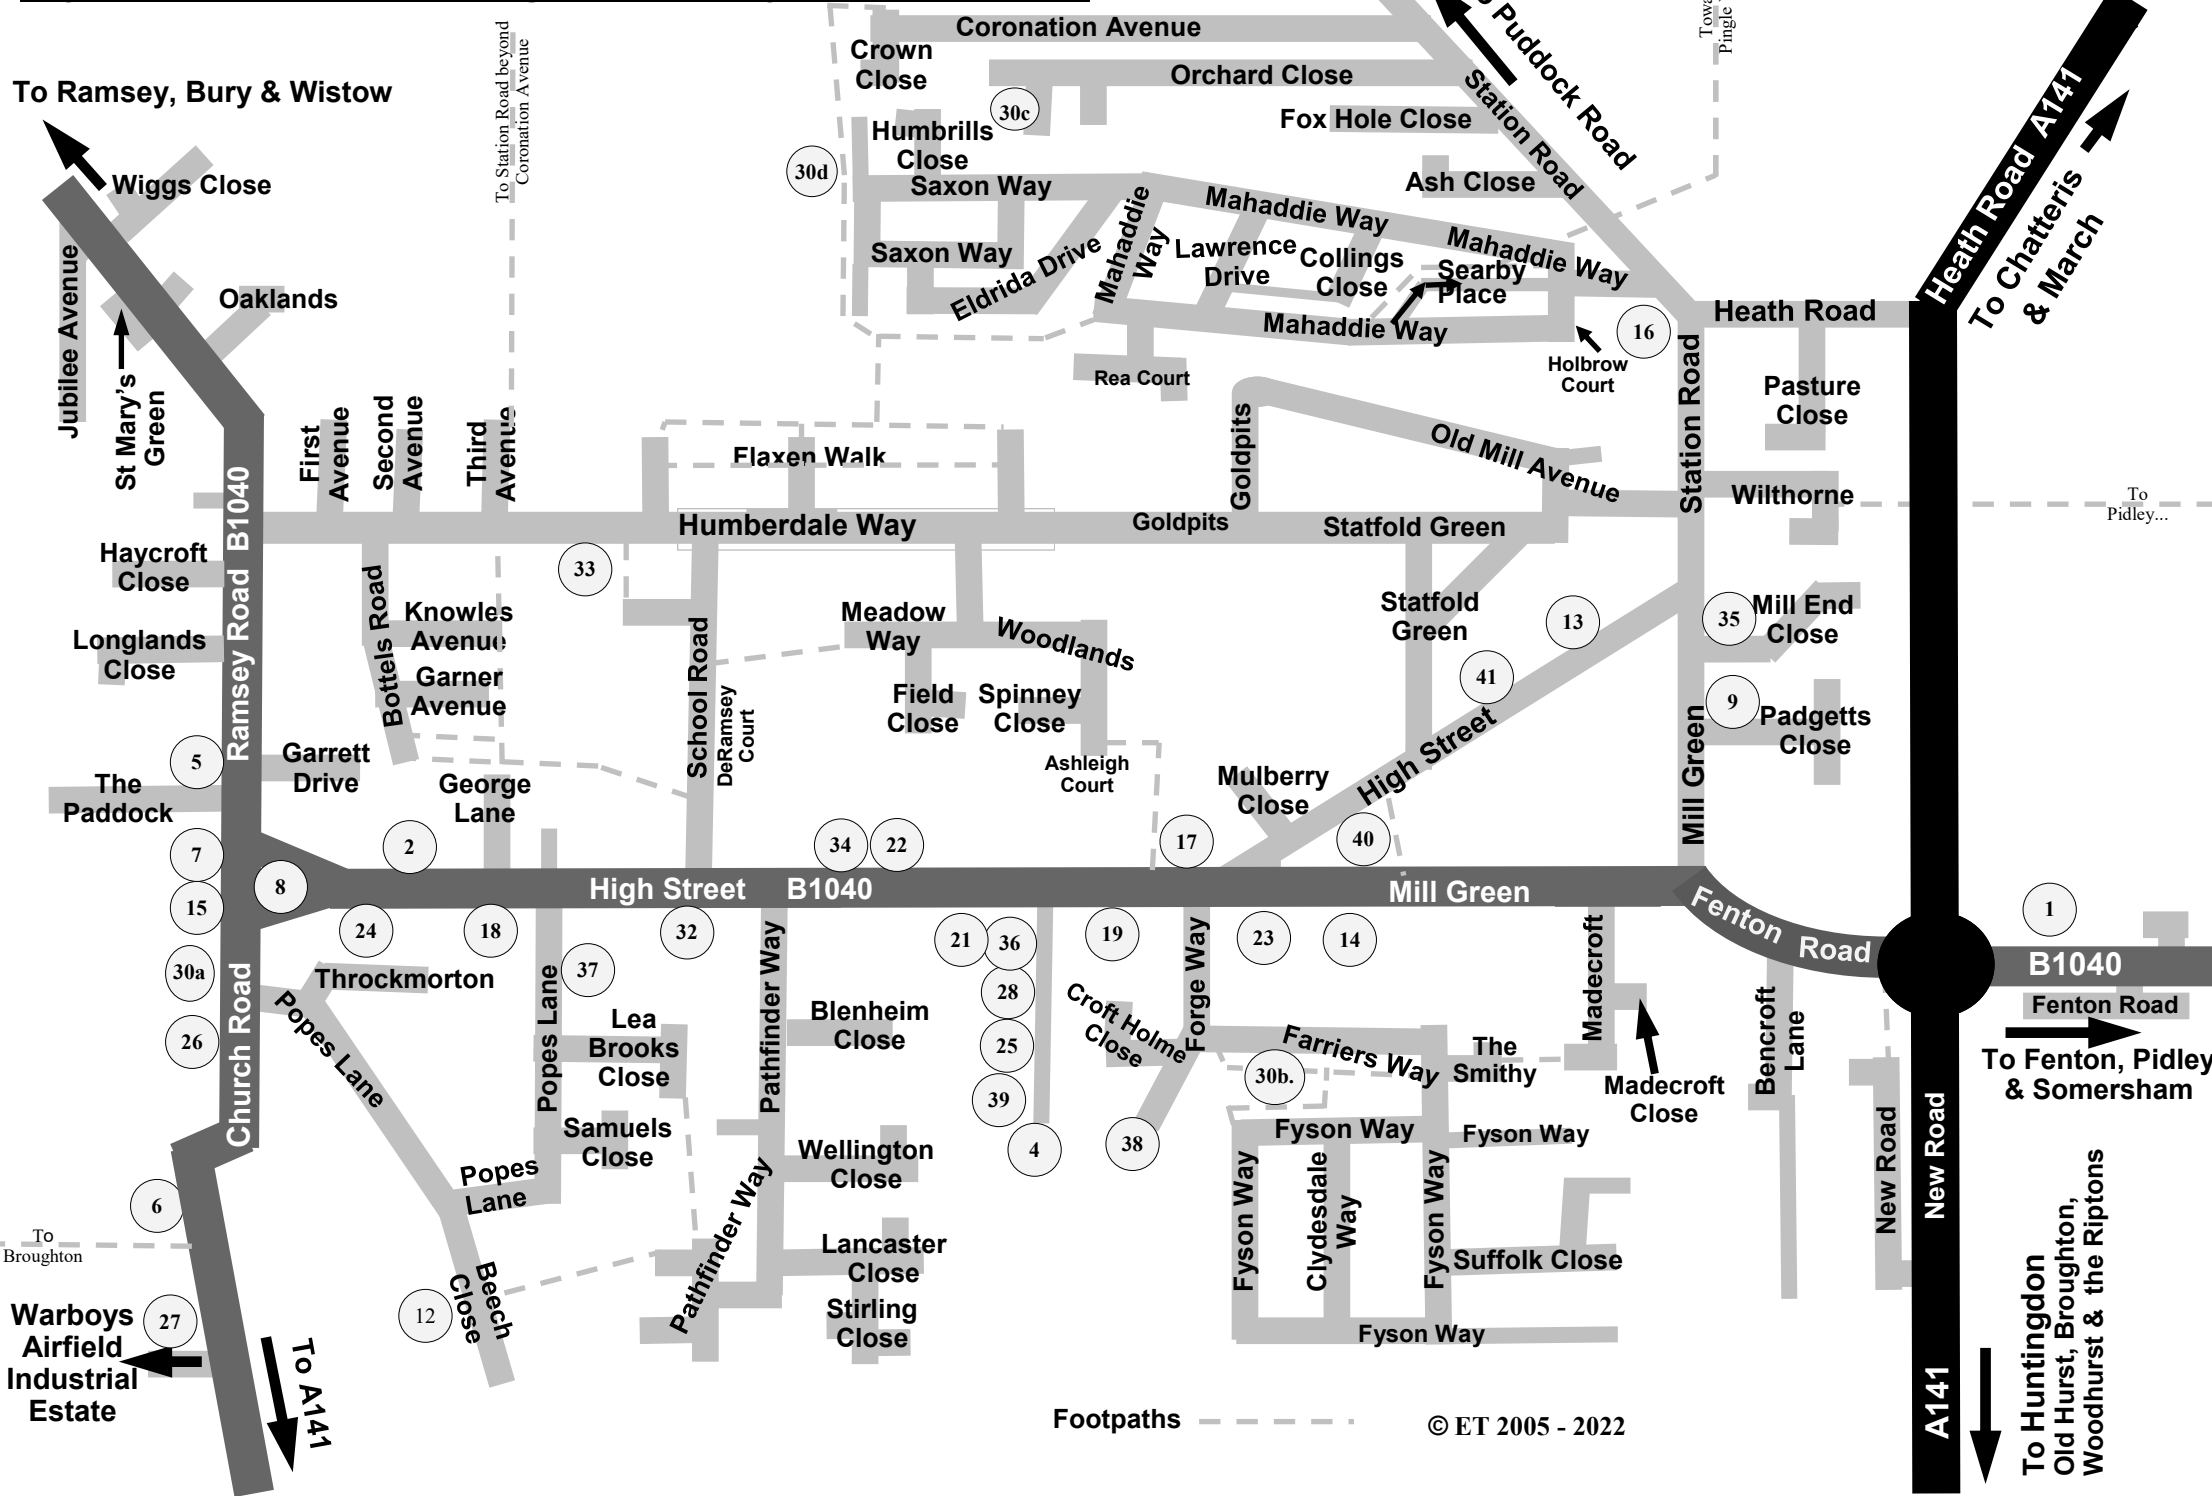 Coronation Avenue
Crown
Close
Orchard Close
Puddock Road
Station Road
Pingle
Heath Road A141
To Chatteris
& March
To Ramsey, Bury & Wistow
To Station Road beyond
Coronation Avenue
30c
Fox Hole Close
Humbrills
Close
30d
Ash Close
Wiggs Close
Saxon Way
Mahaddie Way
Mahaddie
Way
Mahaddie Way
Saxon Way
Eldrida Drive
Lawrence
Drive
Collings
Close
Searby
Place
Mahaddie Way
Holbrow
Court
16
Heath Road
Jubilee Avenue
Oaklands
St Mary's
Green
Rea Court
Station Road
Pasture
Close
First
Avenue
Second
Avenue
Third
Avenue
Flaxen Walk
Goldpits
Old Mill Avenue
Wilthorne
To
Pidley...
Ramsey Road B1040
Humberdale Way
Goldpits
Statfold Green
Haycroft
Close
33
Bottels Road
Knowles
Avenue
Longlands
Close
Garner
Avenue
School Road
DeRamsey
Court
Meadow
Way
Woodlands
Field
Close
Spinney
Close
Ashleigh
Court
Statfold
Green
13
41
35
Mill End
Close
9
Padgetts
Close
Mill Green
High Street
Mulberry
Close
5
Garrett
Drive
The
Paddock
George
Lane
7
2
34
22
17
40
15
8
High Street B1040
Mill Green
Fenton Road
1
B1040
Fenton Road
To Fenton, Pidley
& Somersham
24
18
32
21
36
19
23
14
30a
Throckmorton
37
28
26
Church Road
Popes Lane
Popes Lane
Lea
Brooks
Close
Pathfinder Way
Blenheim
Close
25
Croft Holme
Close
Forge Way
Farriers Way
30b.
The
Smithy
Madecroft
Madecroft
Close
Bencroft
Lane
39
4
38
Samuels
Close
Popes
Lane
Wellington
Close
Fyson Way
Fyson Way
Fyson Way
Clydesdale
Way
Fyson Way
Suffolk Close
Fyson Way
New Road
New Road
A141
To Huntingdon
Old Hurst, Broughton,
Woodhurst & the Riptons
6
To
Broughton
Pathfinder Way
Lancaster
Close
Stirling
Close
Beech
Close
12
27
Warboys
Airfield
Industrial
Estate
To A141
Footpaths
© ET 2005 - 2022